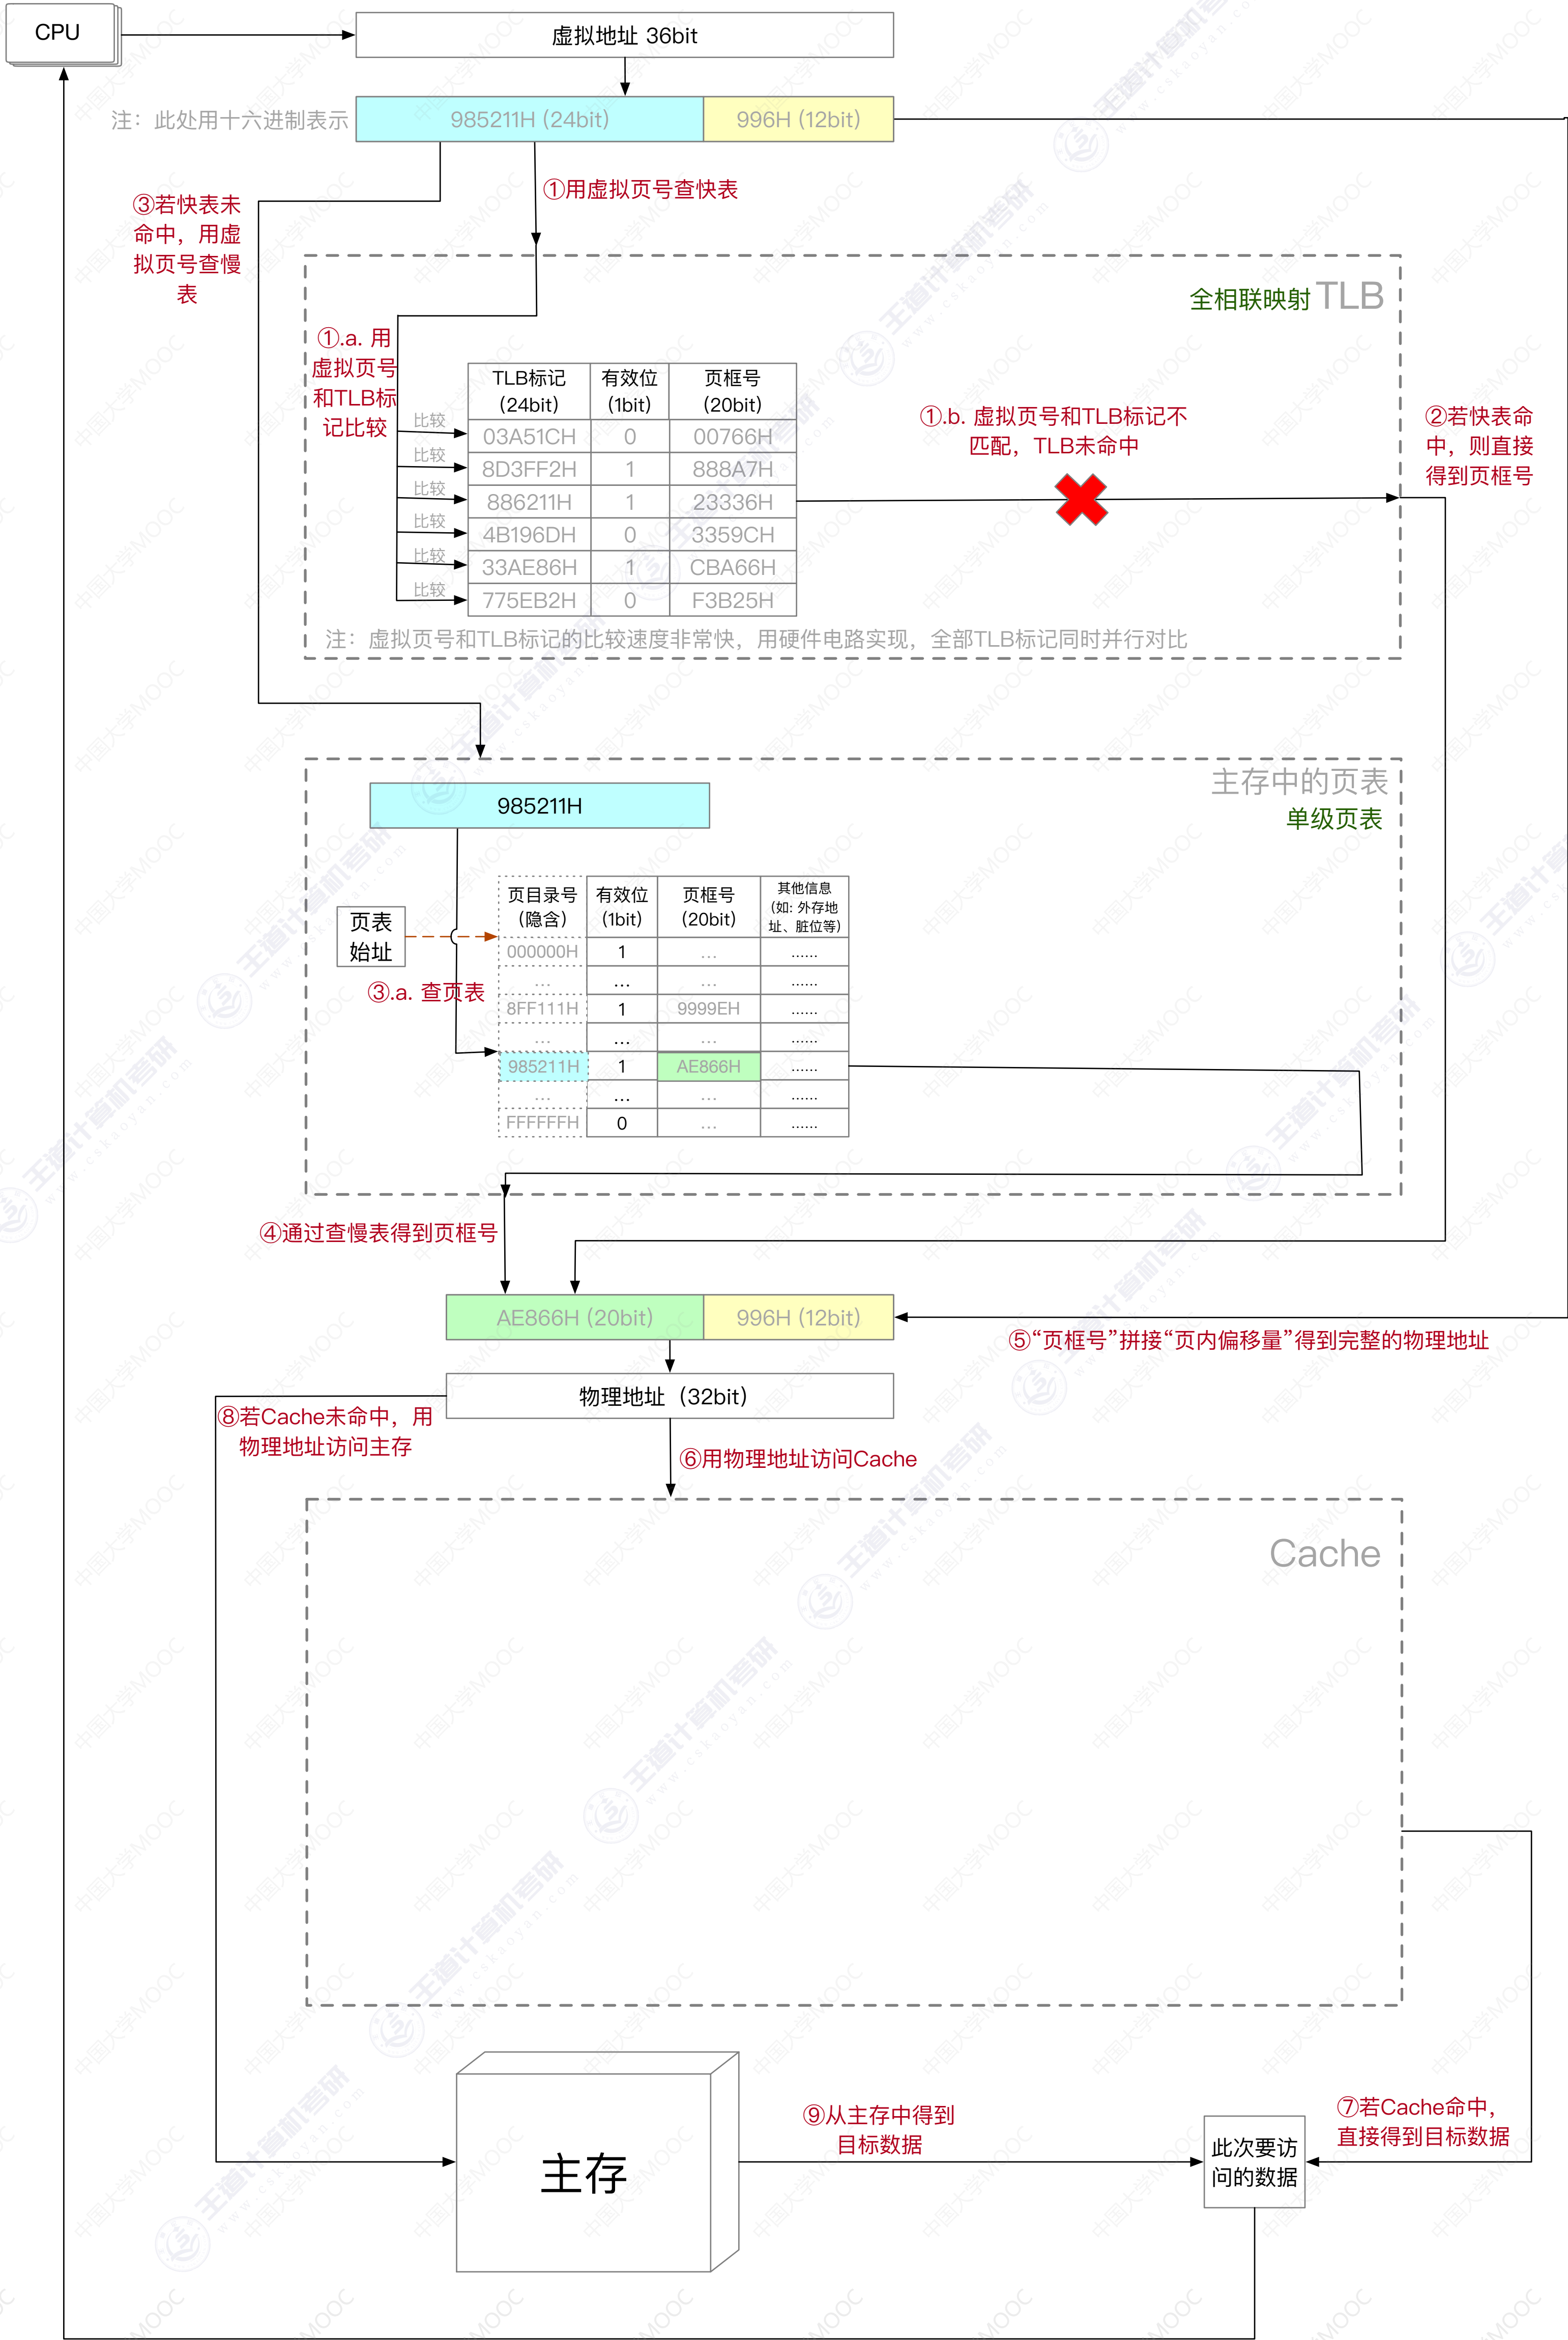 CPU
虚拟地址 36bit
注：此处用十六进制表示
985211H (24bit)
996H (12bit)
①用虚拟页号查快表
③若快表未
命中，用虚
拟页号查慢
表
全相联映射 TLB
①.a. 用
虚拟页号
和TLB标
记比较
TLB标记
(24bit)
有效位
(1bit)
页框号
(20bit)
比较 03A51CH 0 00766H
比较 8D3FF2H 1 888A7H
比较 886211H 1 23336H
比较 4B196DH 0 3359CH
比较 33AE86H 1 CBA66H
比较 775EB2H 0 F3B25H
①.b. 虚拟页号和TLB标记不
匹配，TLB未命中
②若快表命
中，则直接
得到页框号
注：虚拟页号和TLB标记的比较速度非常快，用硬件电路实现，全部TLB标记同时并行对比
主存中的页表
单级页表
985211H
页表
始址
③.a. 查页表
页目录号
(隐含)
有效位
(1bit)
页框号
(20bit)
其他信息
(如: 外存地
址、脏位等)
000000H 1 ... ......
... ... ... ......
8FF111H 1 9999EH ......
... ... ... ......
985211H 1 AE866H ......
... ... ... ......
FFFFFFH 0 ... ......
④通过查慢表得到页框号
AE866H (20bit)
996H (12bit)
⑤“页框号”拼接“页内偏移量”得到完整的物理地址
物理地址（32bit）
⑧若Cache未命中，用
物理地址访问主存
⑥用物理地址访问Cache
Cache
主存
⑨从主存中得到
目标数据
此次要访
问的数据
⑦若Cache命中，
直接得到目标数据
王道计算机考研
www.cskaoyan.com
中国大学MOOC